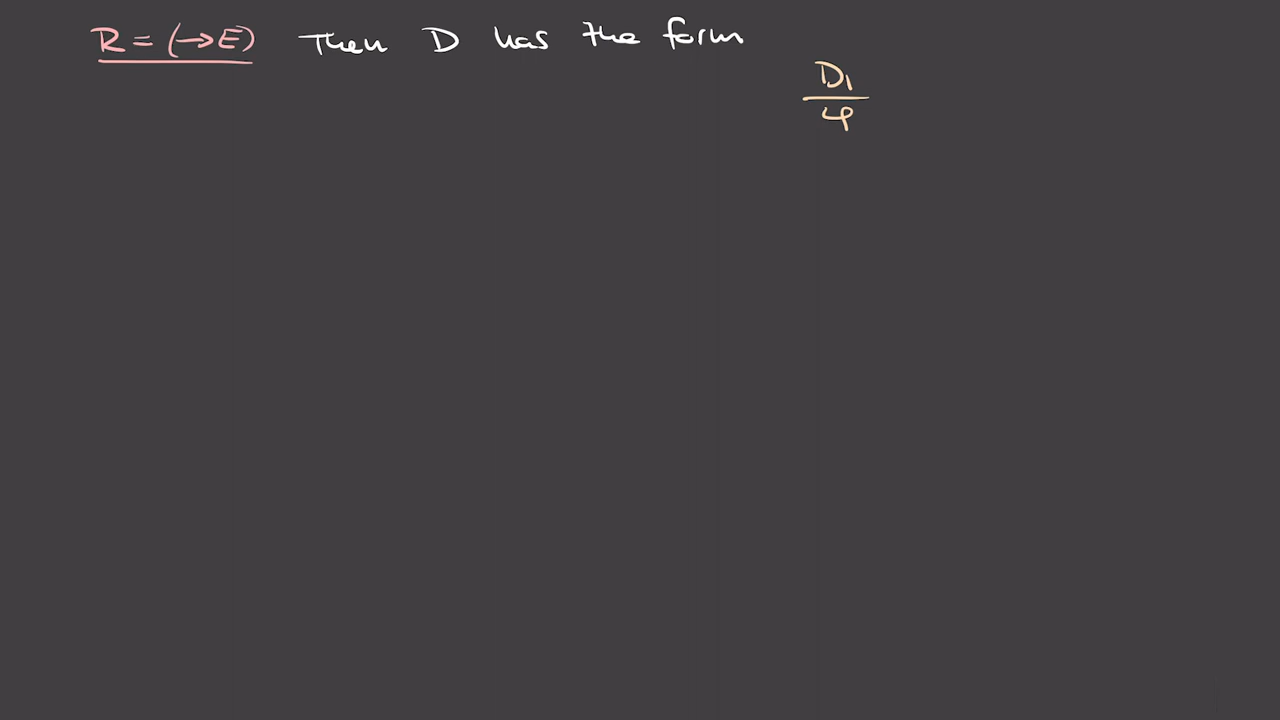 R = (→E) Then D has the form
D₁
φ